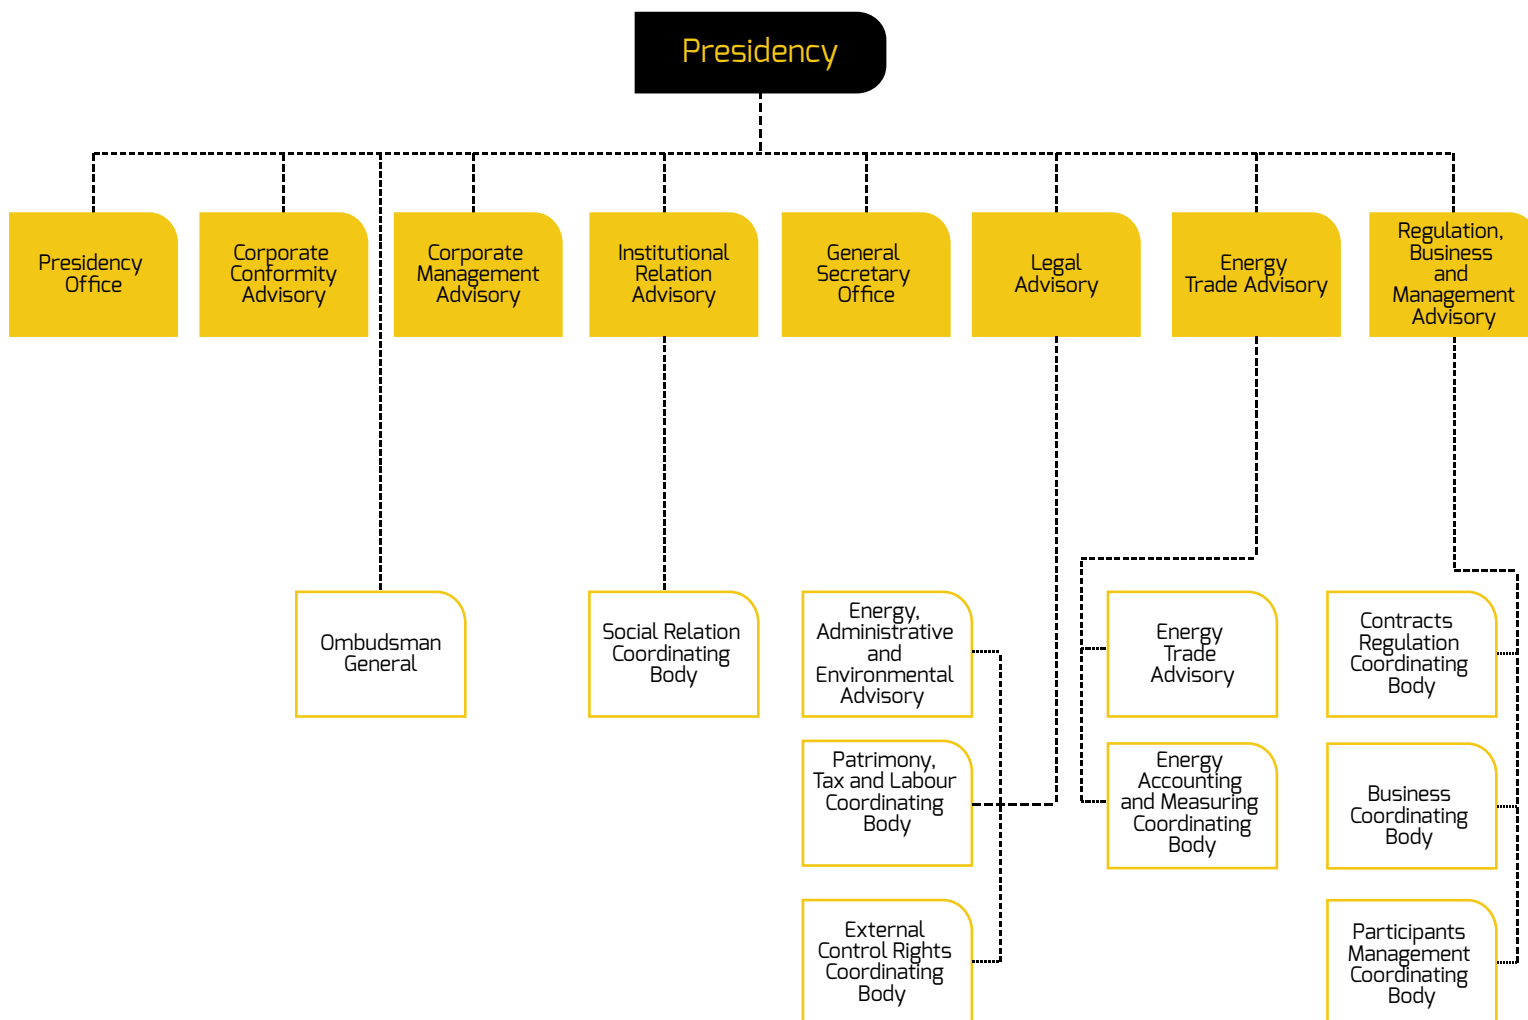 Presidency
Presidency
Office
Corporate
Conformity
Advisory
Corporate
Management
Advisory
Institutional
Relation
Advisory
General
Secretary
Office
Legal
Advisory
Energy
Trade Advisory
Regulation,
Business
and
Management
Advisory
Ombudsman
General
Social Relation
Coordinating
Body
Energy,
Administrative
and
Environmental
Advisory
Energy
Trade
Advisory
Contracts
Regulation
Coordinating
Body
Patrimony,
Tax and Labour
Coordinating
Body
Energy
Accounting
and Measuring
Coordinating
Body
Business
Coordinating
Body
External
Control Rights
Coordinating
Body
Participants
Management
Coordinating
Body